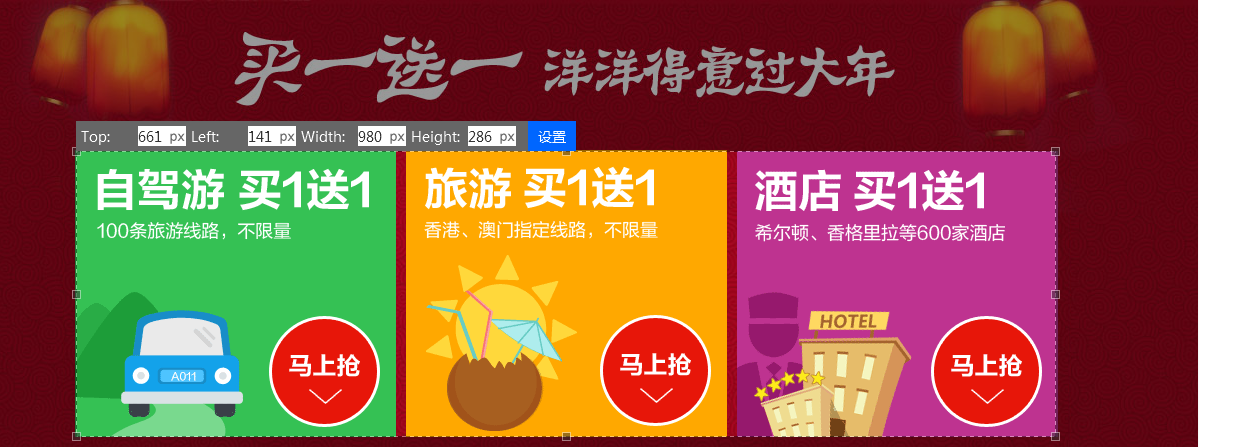 买一送一 洋洋得意过大年
Top: 661 px Left: 141 px Width: 980 px Height: 286 px 设置
自驾游 买1送1
100条旅游线路，不限量
A011
马上抢
旅游 买1送1
香港、澳门指定线路，不限量
马上抢
酒店 买1送1
希尔顿、香格里拉等600家酒店
HOTEL
马上抢